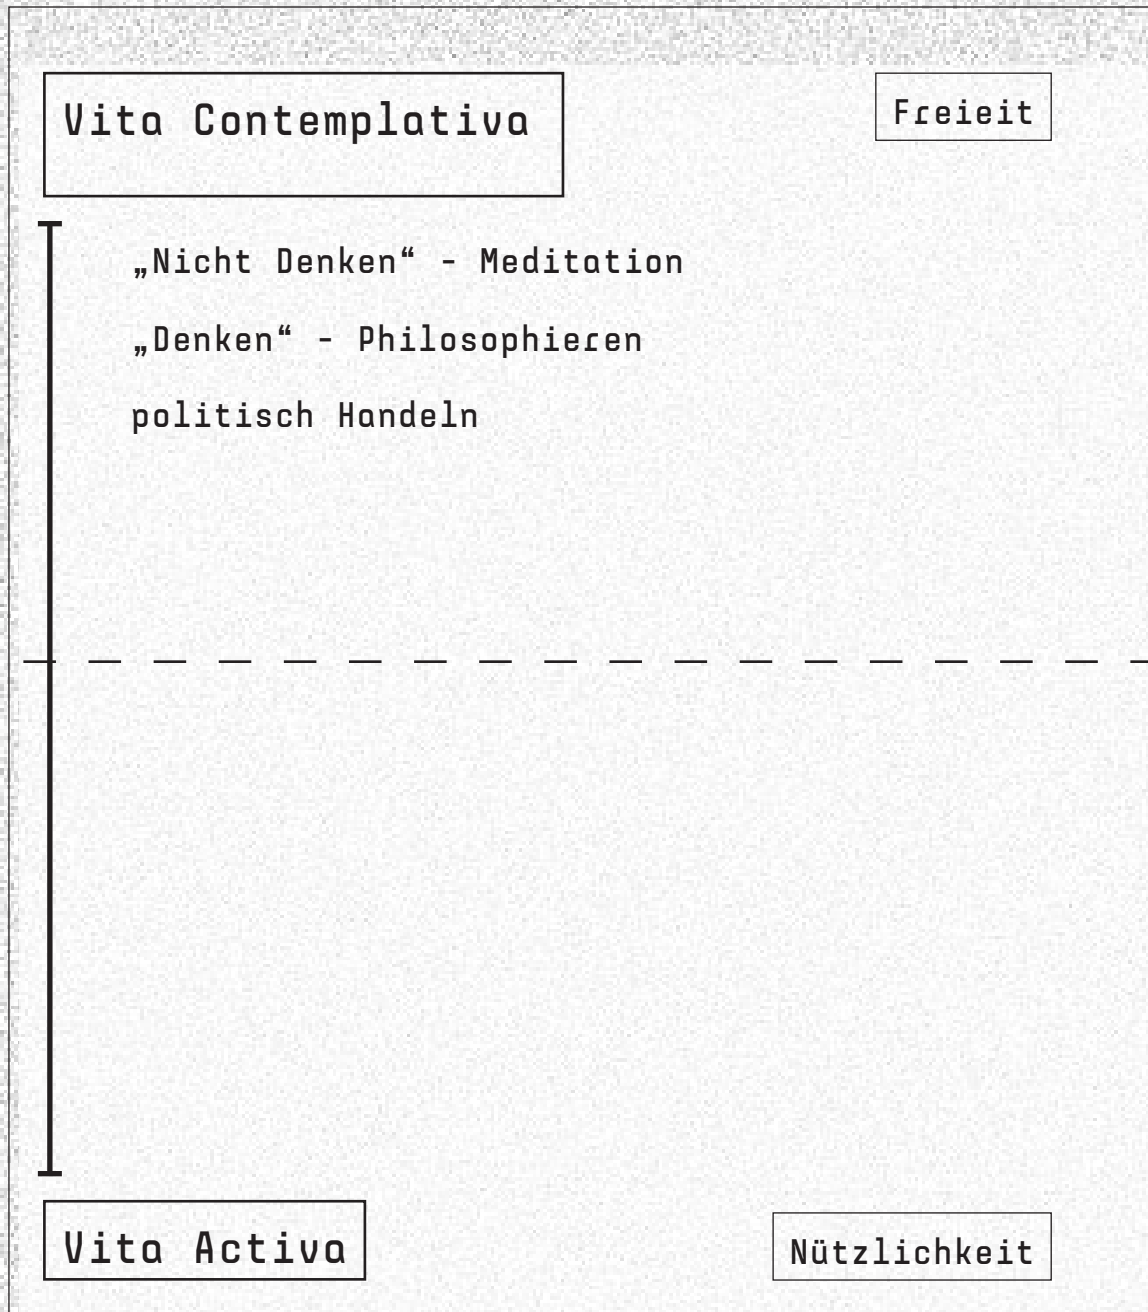 Vita Contemplativa
Freieit
„Nicht Denken“ - Meditation
„Denken“ - Philosophieren
politisch Handeln
Vita Activa
Nützlichkeit